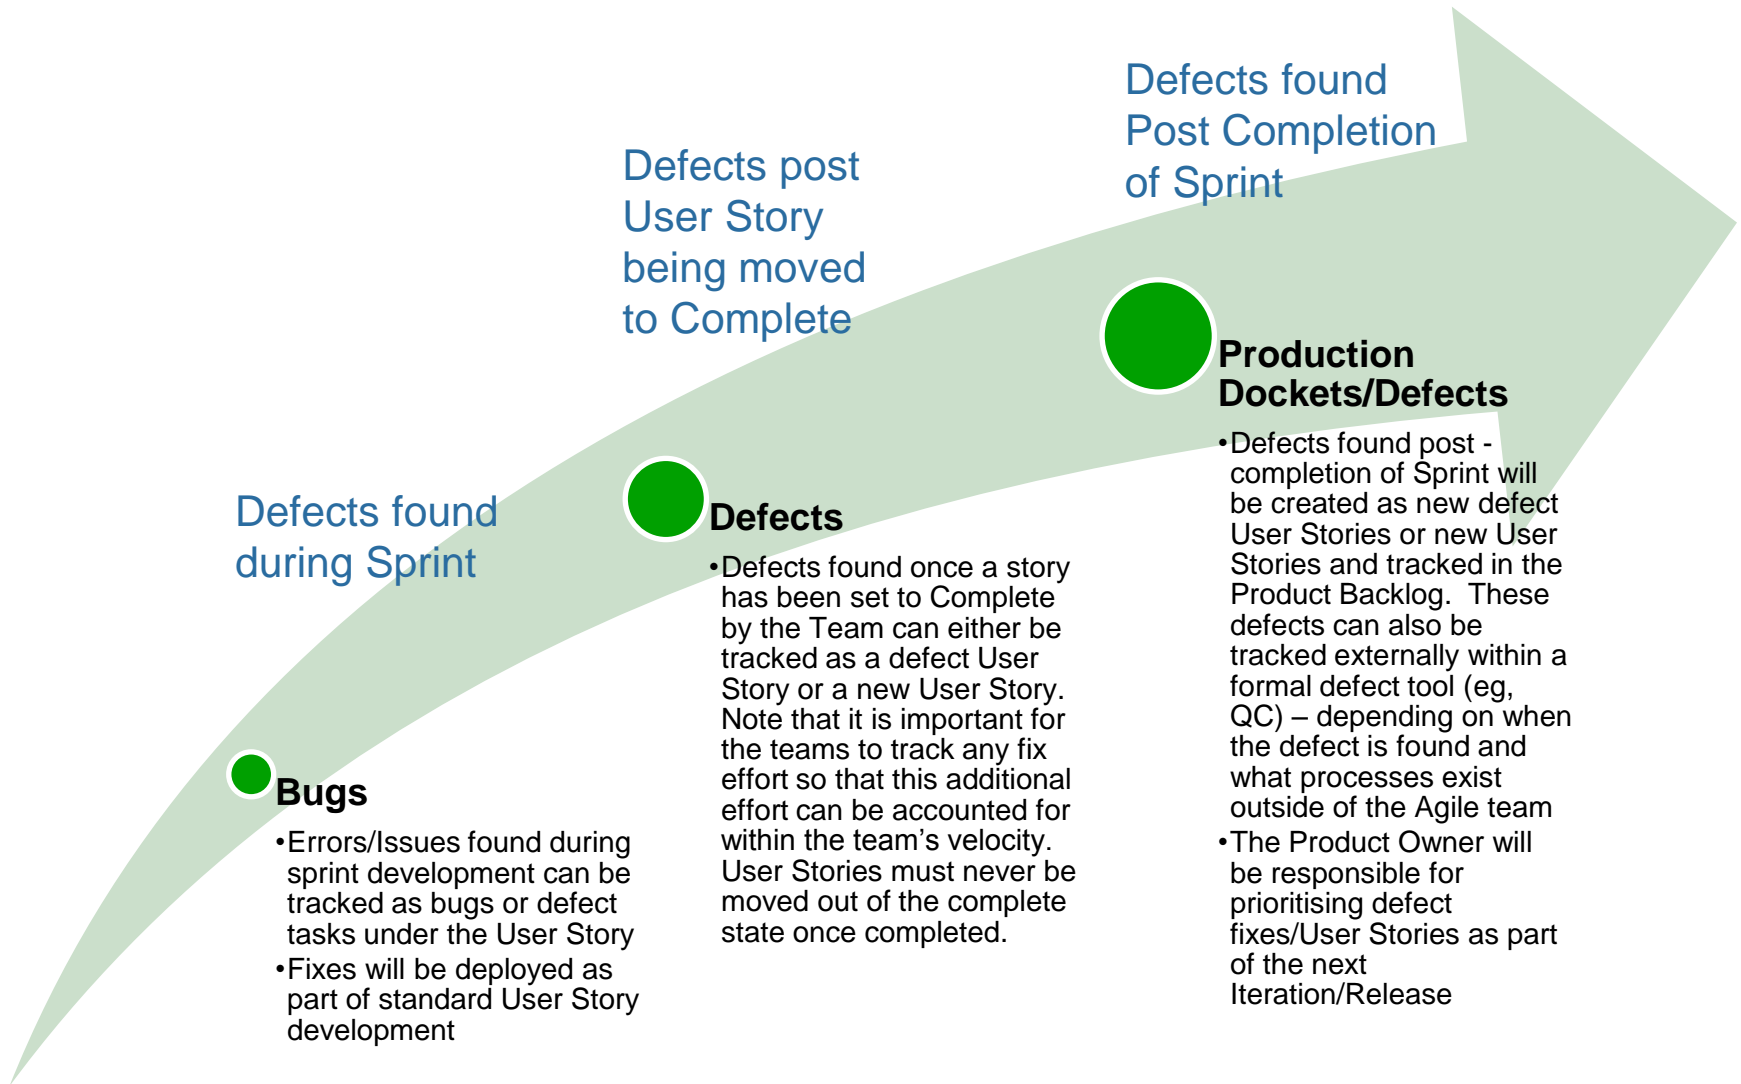 Defects found
during Sprint
Bugs
•Errors/Issues found during
sprint development can be
tracked as bugs or defect
tasks under the User Story
•Fixes will be deployed as
part of standard User Story
development
Defects post
User Story
being moved
to Complete
Defects
•Defects found once a story
has been set to Complete
by the Team can either be
tracked as a defect User
Story or a new User Story.
Note that it is important for
the teams to track any fix
effort so that this additional
effort can be accounted for
within the team’s velocity.
User Stories must never be
moved out of the complete
state once completed.
Defects found
Post Completion
of Sprint
Production
Dockets/Defects
•Defects found post -
completion of Sprint will
be created as new defect
User Stories or new User
Stories and tracked in the
Product Backlog.  These
defects can also be
tracked externally within a
formal defect tool (eg,
QC) – depending on when
the defect is found and
what processes exist
outside of the Agile team
•The Product Owner will
be responsible for
prioritising defect
fixes/User Stories as part
of the next
Iteration/Release